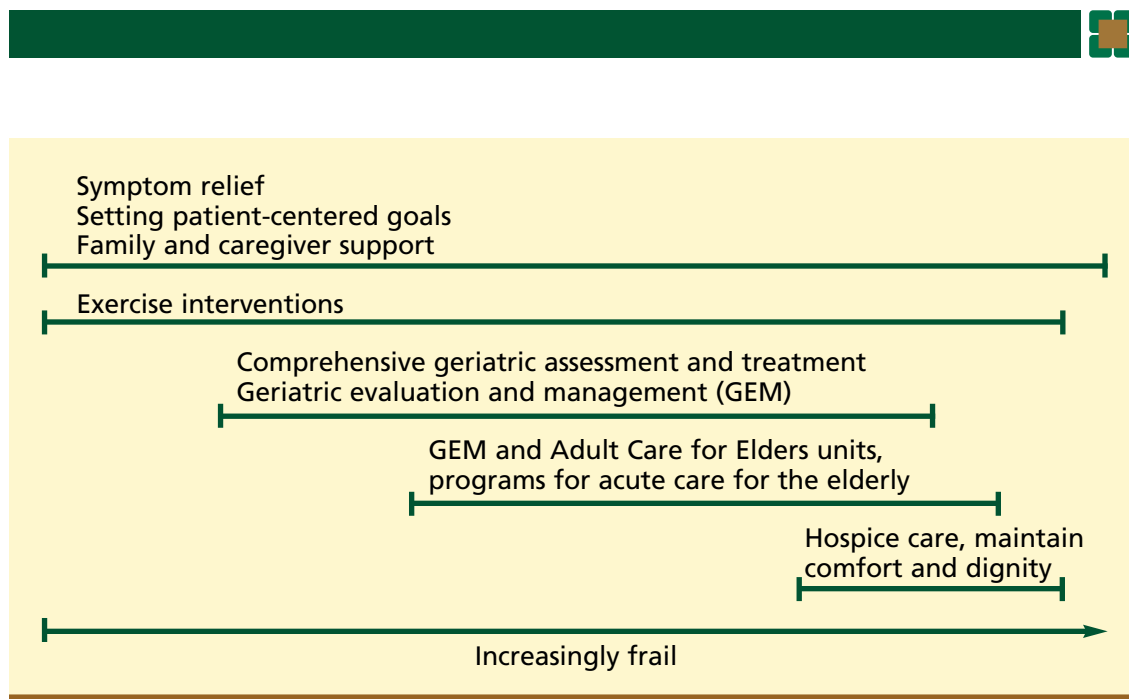 Symptom relief
Setting patient-centered goals
Family and caregiver support
Exercise interventions
Comprehensive geriatric assessment and treatment
Geriatric evaluation and management (GEM)
GEM and Adult Care for Elders units,
programs for acute care for the elderly
Hospice care, maintain
comfort and dignity
Increasingly frail